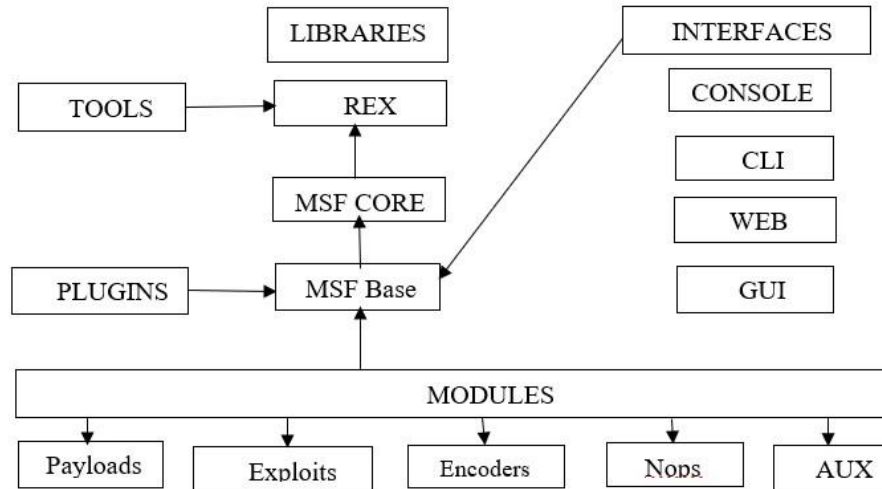 LIBRARIES
INTERFACES
TOOLS
REX
CONSOLE
MSF CORE
CLI
WEB
PLUGINS
MSF Base
GUI
MODULES
Payloads
Exploits
Encoders
Nops
AUX